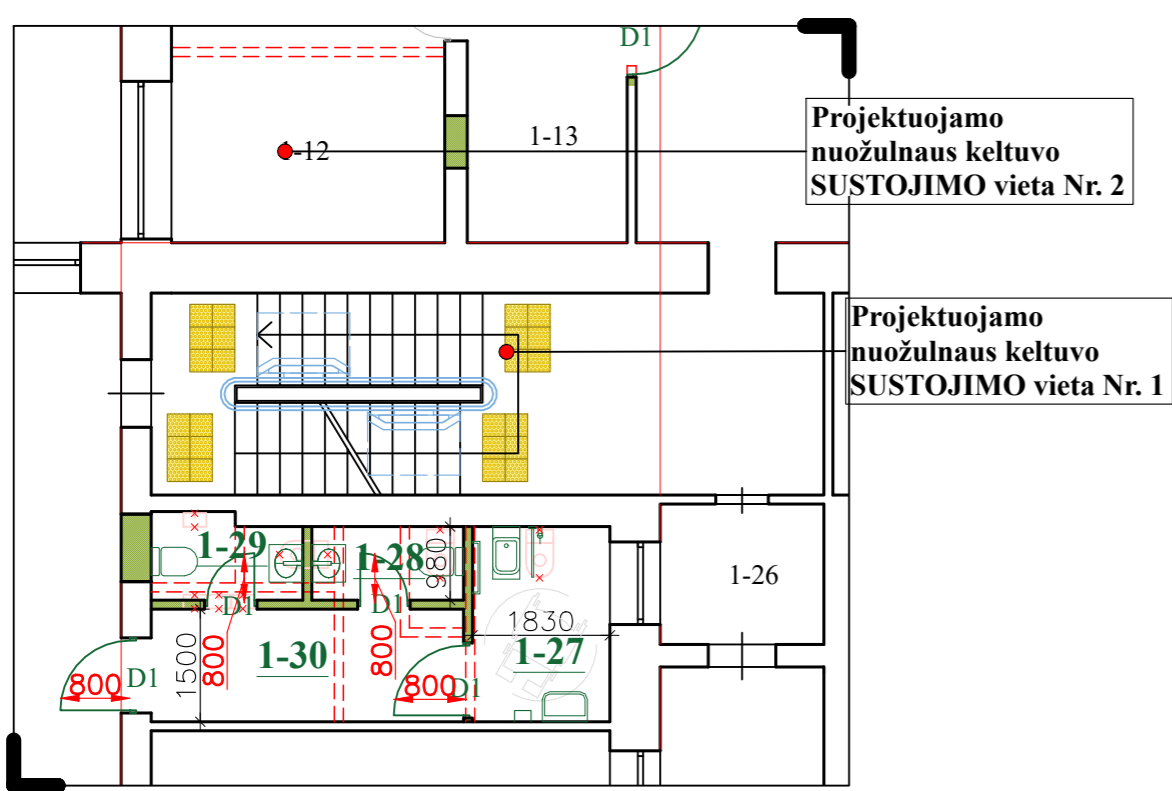 D1
Projektuojamo
nuožulnaus keltuvo
SUSTOJIMO vieta Nr. 2
1-12
1-13
Projektuojamo
nuožulnaus keltuvo
SUSTOJIMO vieta Nr. 1
1-29
1-28
980
1-26
D1
D1
1830
1-27
1-30
800
800
1500
D1
800
800
D1